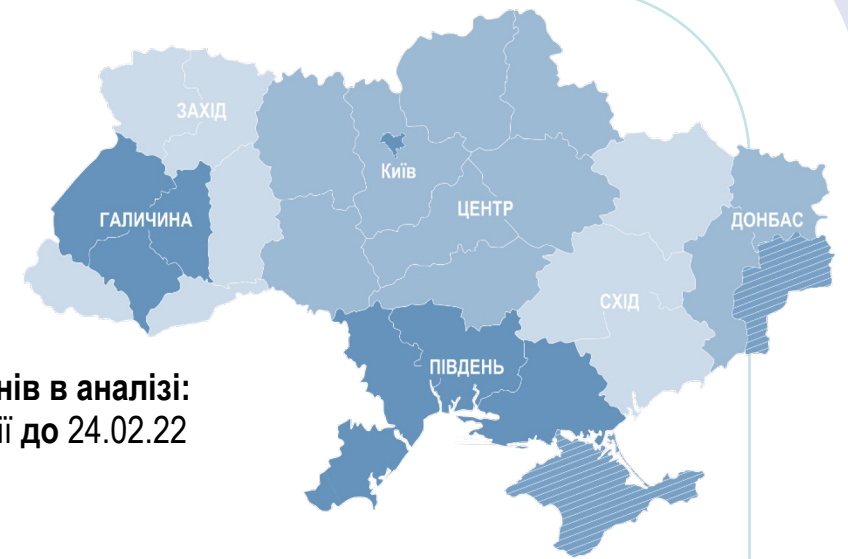 ЗАХІД
Київ
ГАЛИЧИНА
ЦЕНТР
ДОНБАС
СХІД
ПІВДЕНЬ
нів в аналізі:
ії до 24.02.22